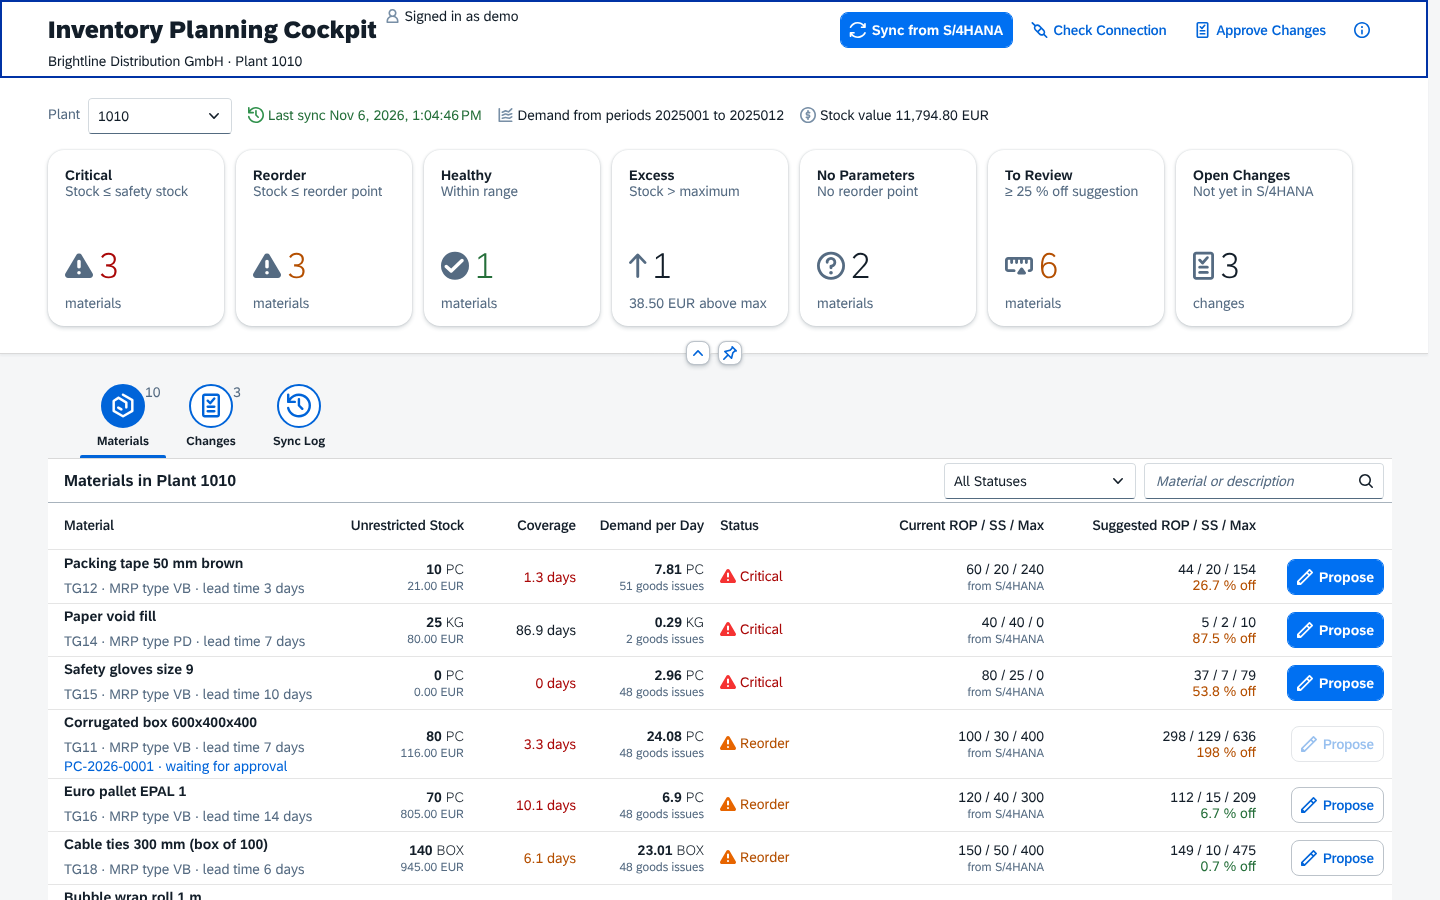 Inventory Planning Cockpit
Signed in as demo
Brightline Distribution GmbH · Plant 1010
Sync from S/4HANA
Check Connection
Approve Changes
Plant
1010
Last sync Nov 6, 2026, 1:04:46 PM
Demand from periods 2025001 to 2025012
Stock value 11,794.80 EUR
Critical
Stock ≤ safety stock
3
materials
Reorder
Stock ≤ reorder point
3
materials
Healthy
Within range
1
materials
Excess
Stock > maximum
1
38.50 EUR above max
No Parameters
No reorder point
2
materials
To Review
≥ 25 % off suggestion
6
materials
Open Changes
Not yet in S/4HANA
3
changes
10
Materials
3
Changes
Sync Log
Materials in Plant 1010
All Statuses
Material or description
Material Unrestricted Stock Coverage Demand per Day Status Current ROP / SS / Max Suggested ROP / SS / Max
Packing tape 50 mm brown
TG12 · MRP type VB · lead time 3 days
10 PC
21.00 EUR
1.3 days
7.81 PC
51 goods issues
Critical
60 / 20 / 240
from S/4HANA
44 / 20 / 154
26.7 % off
Propose
Paper void fill
TG14 · MRP type PD · lead time 7 days
25 KG
80.00 EUR
86.9 days
0.29 KG
2 goods issues
Critical
40 / 40 / 0
from S/4HANA
5 / 2 / 10
87.5 % off
Propose
Safety gloves size 9
TG15 · MRP type VB · lead time 10 days
0 PC
0.00 EUR
0 days
2.96 PC
48 goods issues
Critical
80 / 25 / 0
from S/4HANA
37 / 7 / 79
53.8 % off
Propose
Corrugated box 600x400x400
TG11 · MRP type VB · lead time 7 days
PC-2026-0001 · waiting for approval
80 PC
116.00 EUR
3.3 days
24.08 PC
48 goods issues
Reorder
100 / 30 / 400
from S/4HANA
298 / 129 / 636
198 % off
Propose
Euro pallet EPAL 1
TG16 · MRP type VB · lead time 14 days
70 PC
805.00 EUR
10.1 days
6.9 PC
48 goods issues
Reorder
120 / 40 / 300
from S/4HANA
112 / 15 / 209
6.7 % off
Propose
Cable ties 300 mm (box of 100)
TG18 · MRP type VB · lead time 6 days
140 BOX
945.00 EUR
6.1 days
23.01 BOX
48 goods issues
Reorder
150 / 50 / 400
from S/4HANA
149 / 10 / 475
0.7 % off
Propose
Bubble wrap roll 1 m